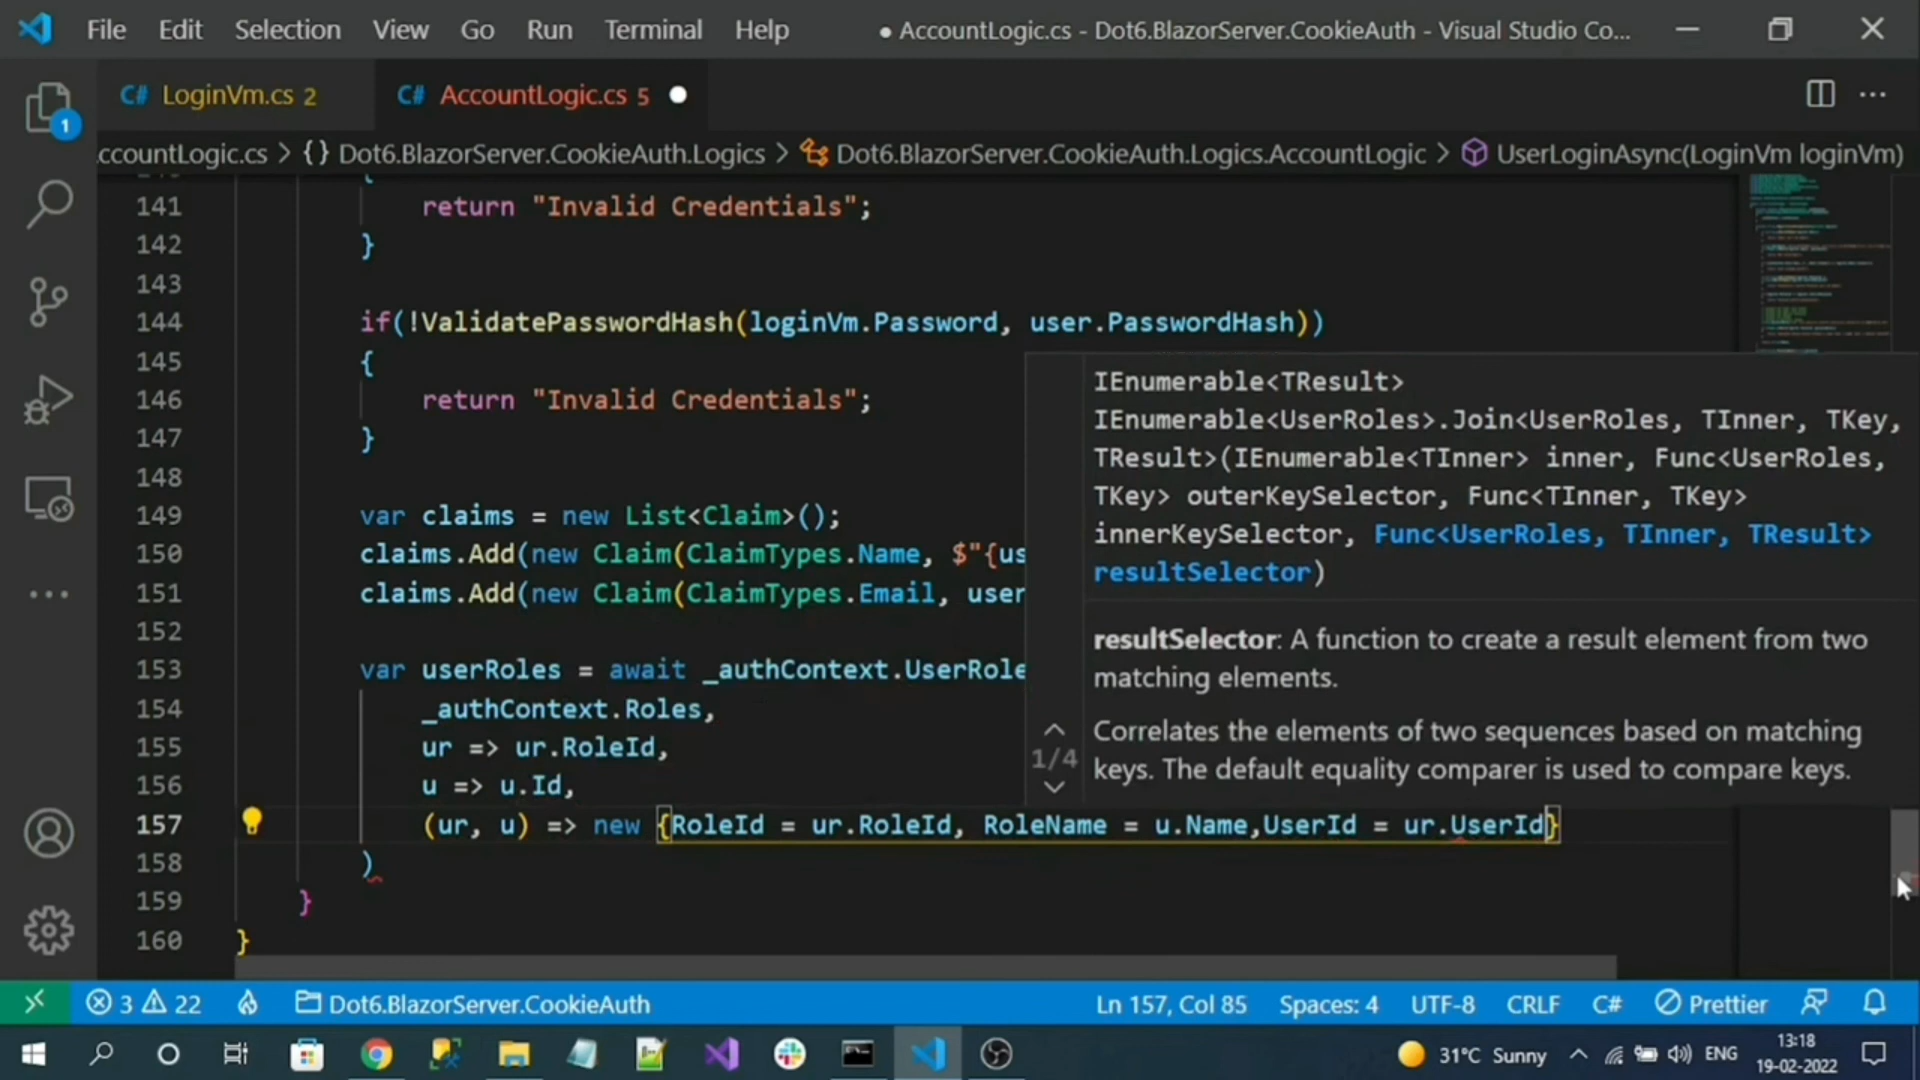 File Edit Selection View Go Run Terminal Help ● AccountLogic.cs - Dot6.BlazorServer.CookieAuth - Visual Studio Co...
C# LoginVm.cs 2 C# AccountLogic.cs 5
1
ccountLogic.cs > {} Dot6.BlazorServer.CookieAuth.Logics > Dot6.BlazorServer.CookieAuth.Logics.AccountLogic > UserLoginAsync(LoginVm loginVm)
141 return "Invalid Credentials";
142 }
143
144 if(!ValidatePasswordHash(loginVm.Password, user.PasswordHash))
145 {
146 return "Invalid Credentials";
147 }
148
149 var claims = new List<Claim>();
150 claims.Add(new Claim(ClaimTypes.Name, $"{us
151 claims.Add(new Claim(ClaimTypes.Email, user
152
153 var userRoles = await _authContext.UserRole
154 _authContext.Roles,
155 ur => ur.RoleId,
156 u => u.Id,
157 (ur, u) => new {RoleId = ur.RoleId, RoleName = u.Name,UserId = ur.UserId}
158 )
159 }
160 }
IEnumerable<TResult>
IEnumerable<UserRoles>.Join<UserRoles, TInner, TKey,
TResult>(IEnumerable<TInner> inner, Func<UserRoles,
TKey> outerKeySelector, Func<TInner, TKey>
innerKeySelector, Func<UserRoles, TInner, TResult>
resultSelector)
resultSelector: A function to create a result element from two
matching elements.
1/4
Correlates the elements of two sequences based on matching
keys. The default equality comparer is used to compare keys.
3 22 Dot6.BlazorServer.CookieAuth Ln 157, Col 85 Spaces: 4 UTF-8 CRLF C# Prettier
31°C Sunny ENG 13:18
19-02-2022